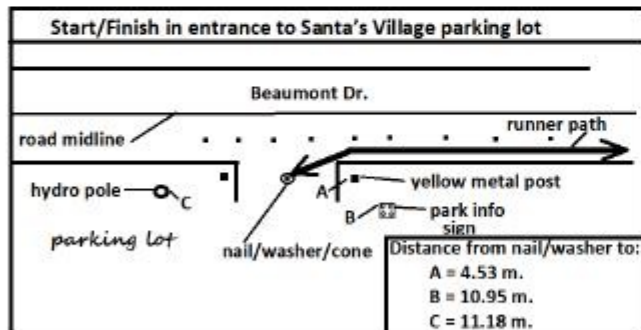 Start/Finish in entrance to Santa's Village parking lot
Beaumont Dr.
road midline
runner path
hydro pole
C
A
yellow metal post
B
park info
sign
parking lot
nail/washer/cone
Distance from nail/washer to:
A = 4.53 m.
B = 10.95 m.
C = 11.18 m.